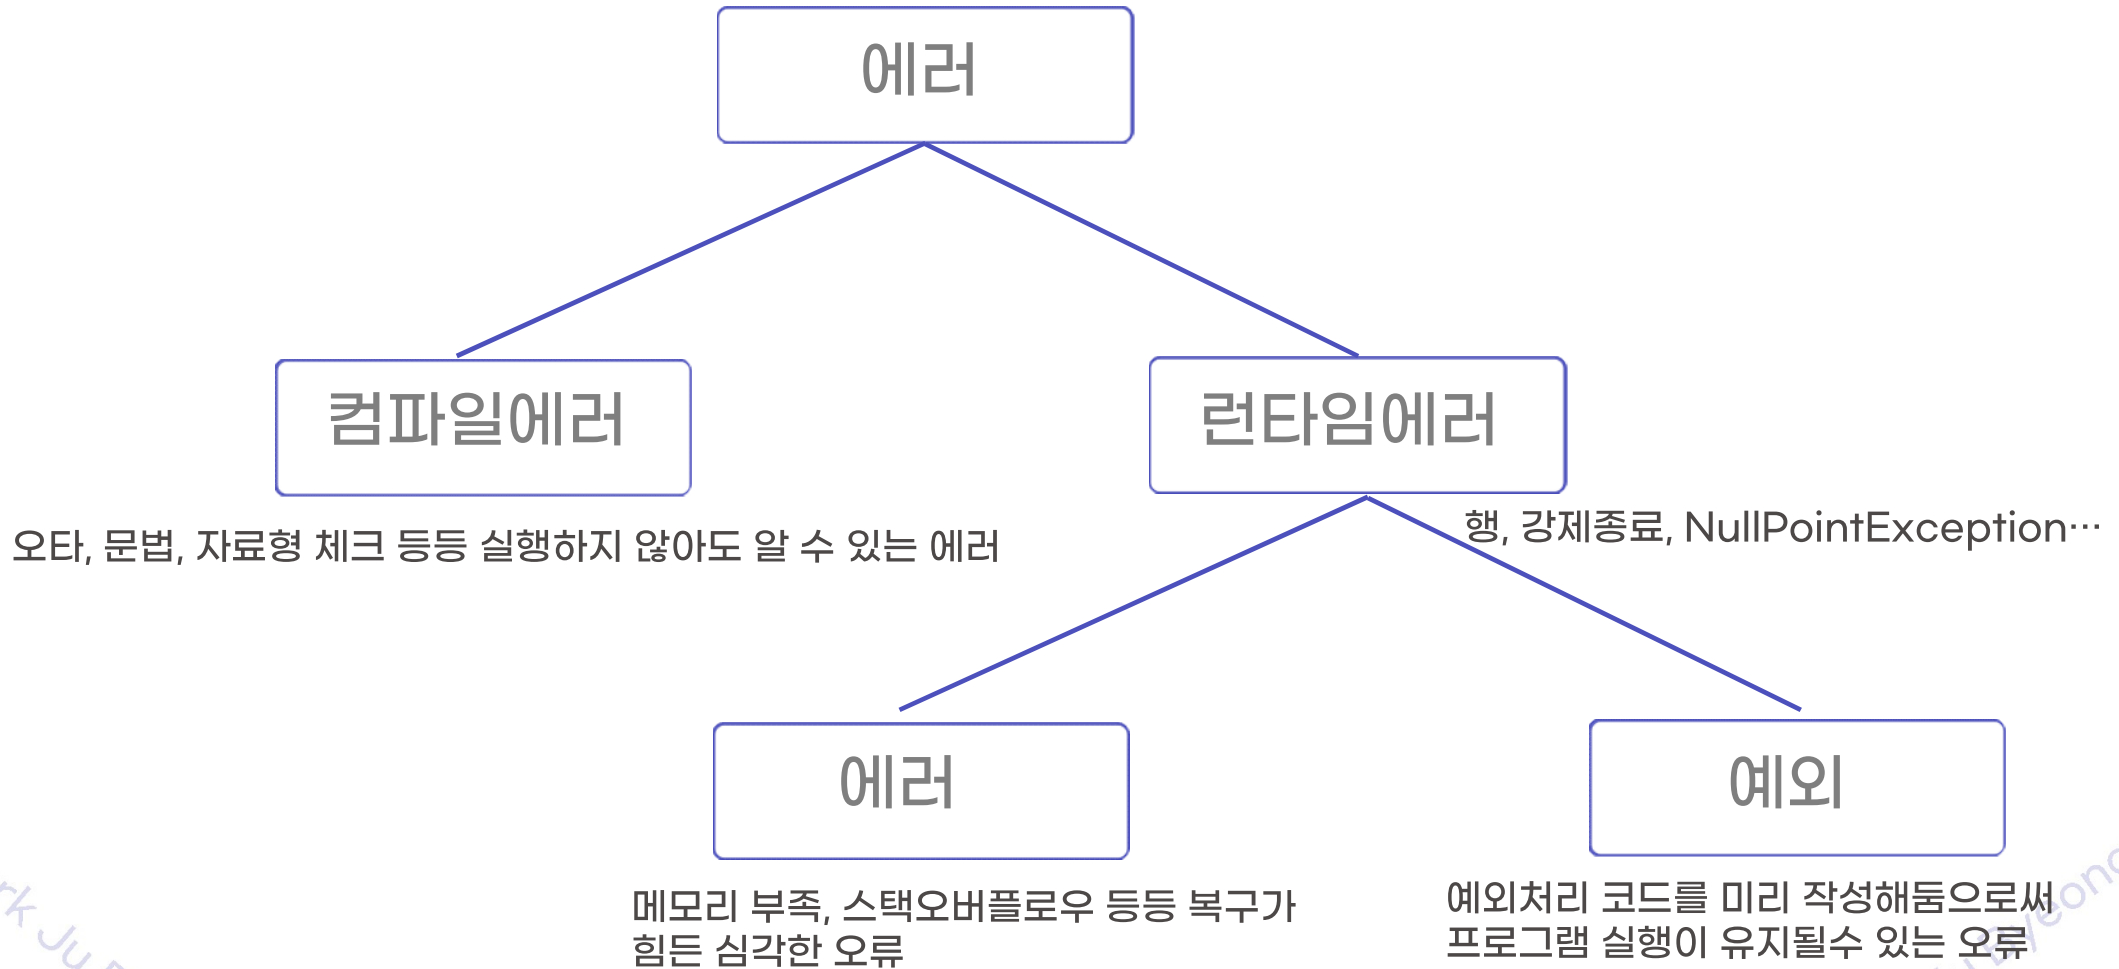 에러
컴파일에러
런타임에러
행, 강제종료, NullPointException…
오타, 문법, 자료형 체크 등등 실행하지 않아도 알 수 있는 에러
에러
예외
메모리 부족, 스택오버플로우 등등 복구가
힘든 심각한 오류
예외처리 코드를 미리 작성해둠으로써
프로그램 실행이 유지될수 있는 오류